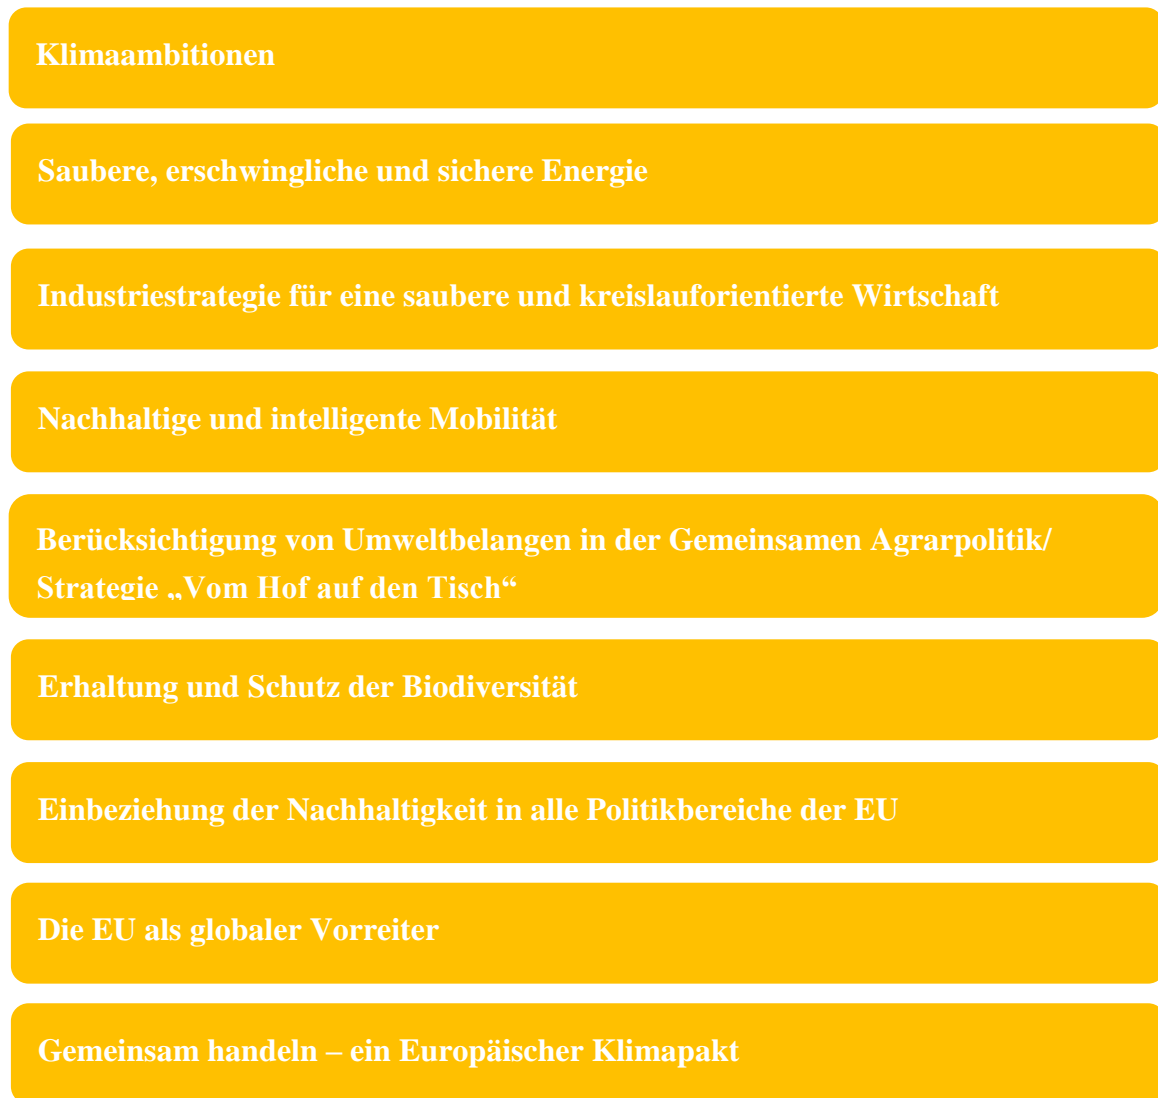 Klimaambitionen
Saubere, erschwingliche und sichere Energie
Industriestrategie für eine saubere und kreislauforientierte Wirtschaft
Nachhaltige und intelligente Mobilität
Berücksichtigung von Umweltbelangen in der Gemeinsamen Agrarpolitik/
Strategie „Vom Hof auf den Tisch“
Erhaltung und Schutz der Biodiversität
Einbeziehung der Nachhaltigkeit in alle Politikbereiche der EU
Die EU als globaler Vorreiter
Gemeinsam handeln – ein Europäischer Klimapakt